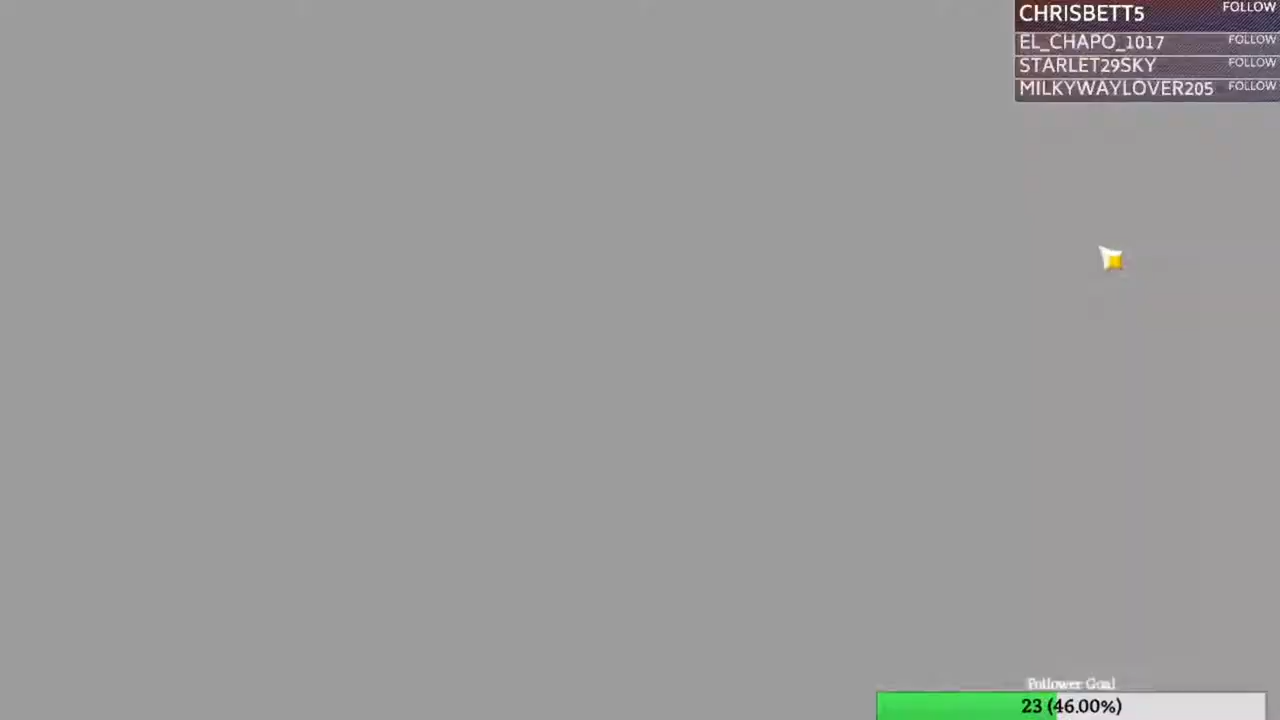 CHRISBETT5 FOLLOW
EL_CHAPO_1017 FOLLOW
STARLET29SKY FOLLOW
MILKYWAYLOVER205 FOLLOW
Follower Goal
23 (46.00%)